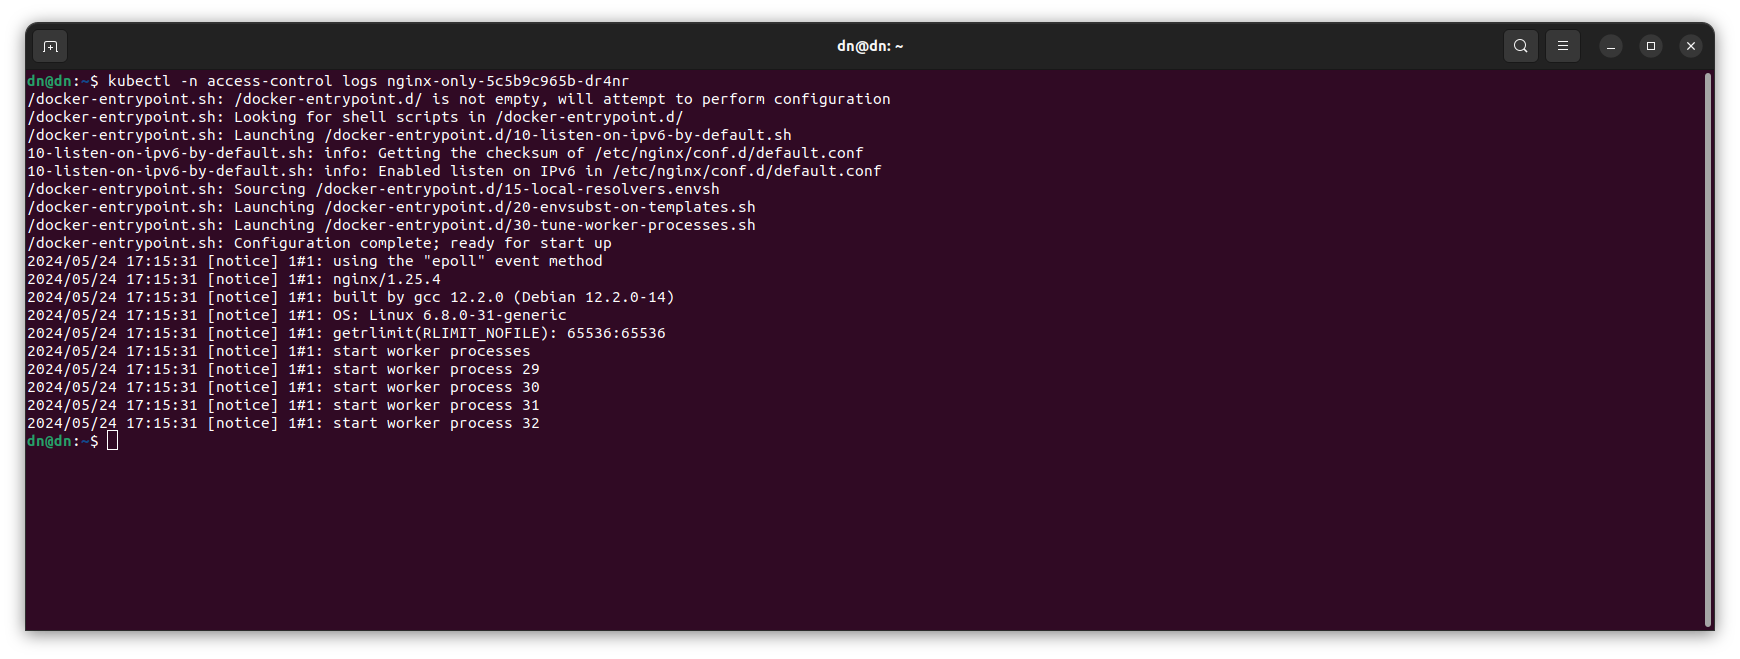 dn@dn: ~
dn@dn:~$ kubectl -n access-control logs nginx-only-5c5b9c965b-dr4nr
/docker-entrypoint.sh: /docker-entrypoint.d/ is not empty, will attempt to perform configuration
/docker-entrypoint.sh: Looking for shell scripts in /docker-entrypoint.d/
/docker-entrypoint.sh: Launching /docker-entrypoint.d/10-listen-on-ipv6-by-default.sh
10-listen-on-ipv6-by-default.sh: info: Getting the checksum of /etc/nginx/conf.d/default.conf
10-listen-on-ipv6-by-default.sh: info: Enabled listen on IPv6 in /etc/nginx/conf.d/default.conf
/docker-entrypoint.sh: Sourcing /docker-entrypoint.d/15-local-resolvers.envsh
/docker-entrypoint.sh: Launching /docker-entrypoint.d/20-envsubst-on-templates.sh
/docker-entrypoint.sh: Launching /docker-entrypoint.d/30-tune-worker-processes.sh
/docker-entrypoint.sh: Configuration complete; ready for start up
2024/05/24 17:15:31 [notice] 1#1: using the "epoll" event method
2024/05/24 17:15:31 [notice] 1#1: nginx/1.25.4
2024/05/24 17:15:31 [notice] 1#1: built by gcc 12.2.0 (Debian 12.2.0-14)
2024/05/24 17:15:31 [notice] 1#1: OS: Linux 6.8.0-31-generic
2024/05/24 17:15:31 [notice] 1#1: getrlimit(RLIMIT_NOFILE): 65536:65536
2024/05/24 17:15:31 [notice] 1#1: start worker processes
2024/05/24 17:15:31 [notice] 1#1: start worker process 29
2024/05/24 17:15:31 [notice] 1#1: start worker process 30
2024/05/24 17:15:31 [notice] 1#1: start worker process 31
2024/05/24 17:15:31 [notice] 1#1: start worker process 32
dn@dn:~$